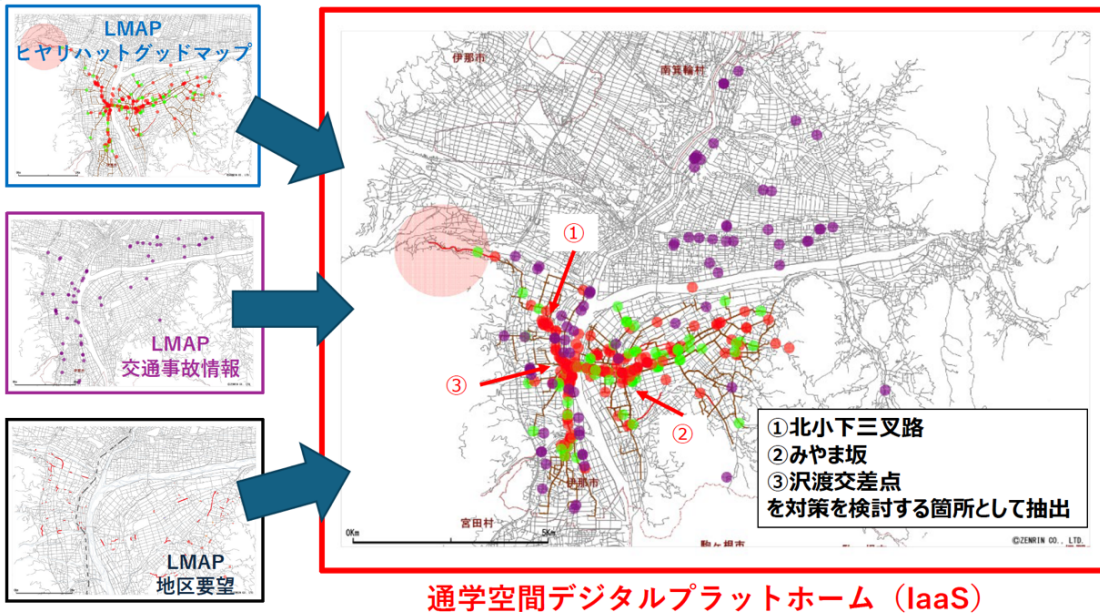 LMAP
ヒヤリハットグッドマップ
LMAP
交通事故情報
LMAP
地区要望
伊那市
南箕輪村
①
③
②
伊那市
宮田村
駒ヶ根市
0Km
5Km
©ZENRIN CO., LTD.
①北小下三叉路
②みやま坂
③沢渡交差点
を対策を検討する箇所として抽出
通学空間デジタルプラットホーム（IaaS）